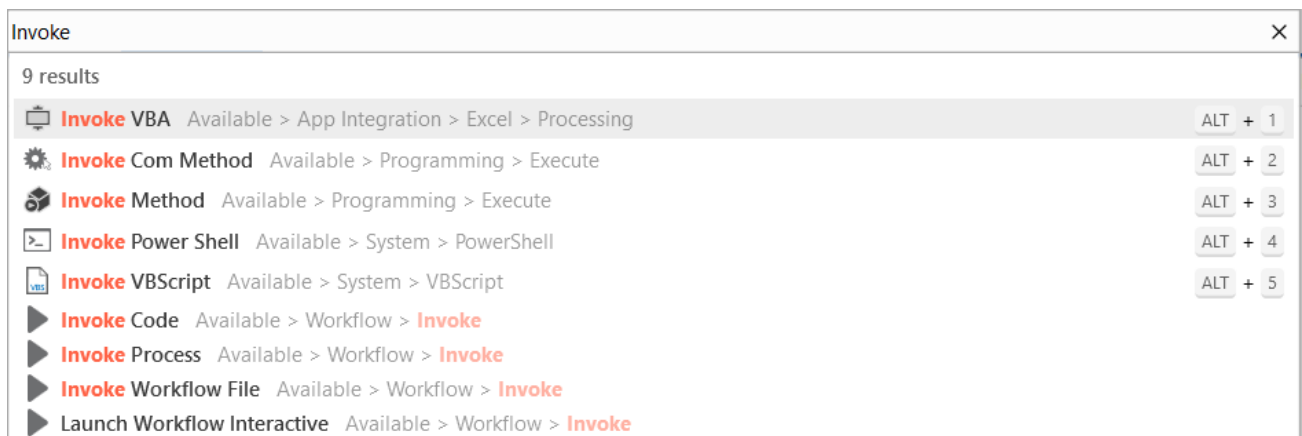 Invoke
9 results
Invoke VBA Available > App Integration > Excel > Processing ALT + 1
Invoke Com Method Available > Programming > Execute ALT + 2
Invoke Method Available > Programming > Execute ALT + 3
Invoke Power Shell Available > System > PowerShell ALT + 4
VBS Invoke VBScript Available > System > VBScript ALT + 5
Invoke Code Available > Workflow > Invoke
Invoke Process Available > Workflow > Invoke
Invoke Workflow File Available > Workflow > Invoke
Launch Workflow Interactive Available > Workflow > Invoke